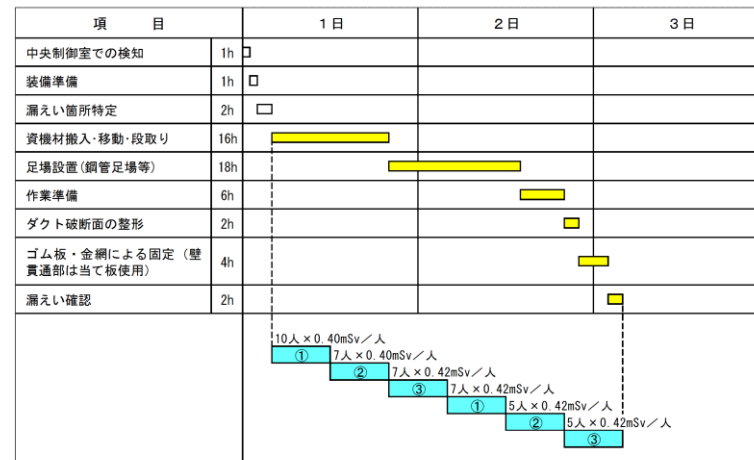 項　目 1日 2日 3日
中央制御室での検知 1h
装備準備 1h
漏えい箇所特定 2h
資機材搬入・移動・段取り 16h
足場設置(鋼管足場等) 18h
作業準備 6h
ダクト破断面の整形 2h
ゴム板・金網による固定（壁
貫通部は当て板使用） 4h
漏えい確認 2h
10人×0.40mSv／人
① 7人×0.40mSv／人
② 7人×0.42mSv／人
③ 7人×0.42mSv／人
① 5人×0.42mSv／人
② 5人×0.42mSv／人
③